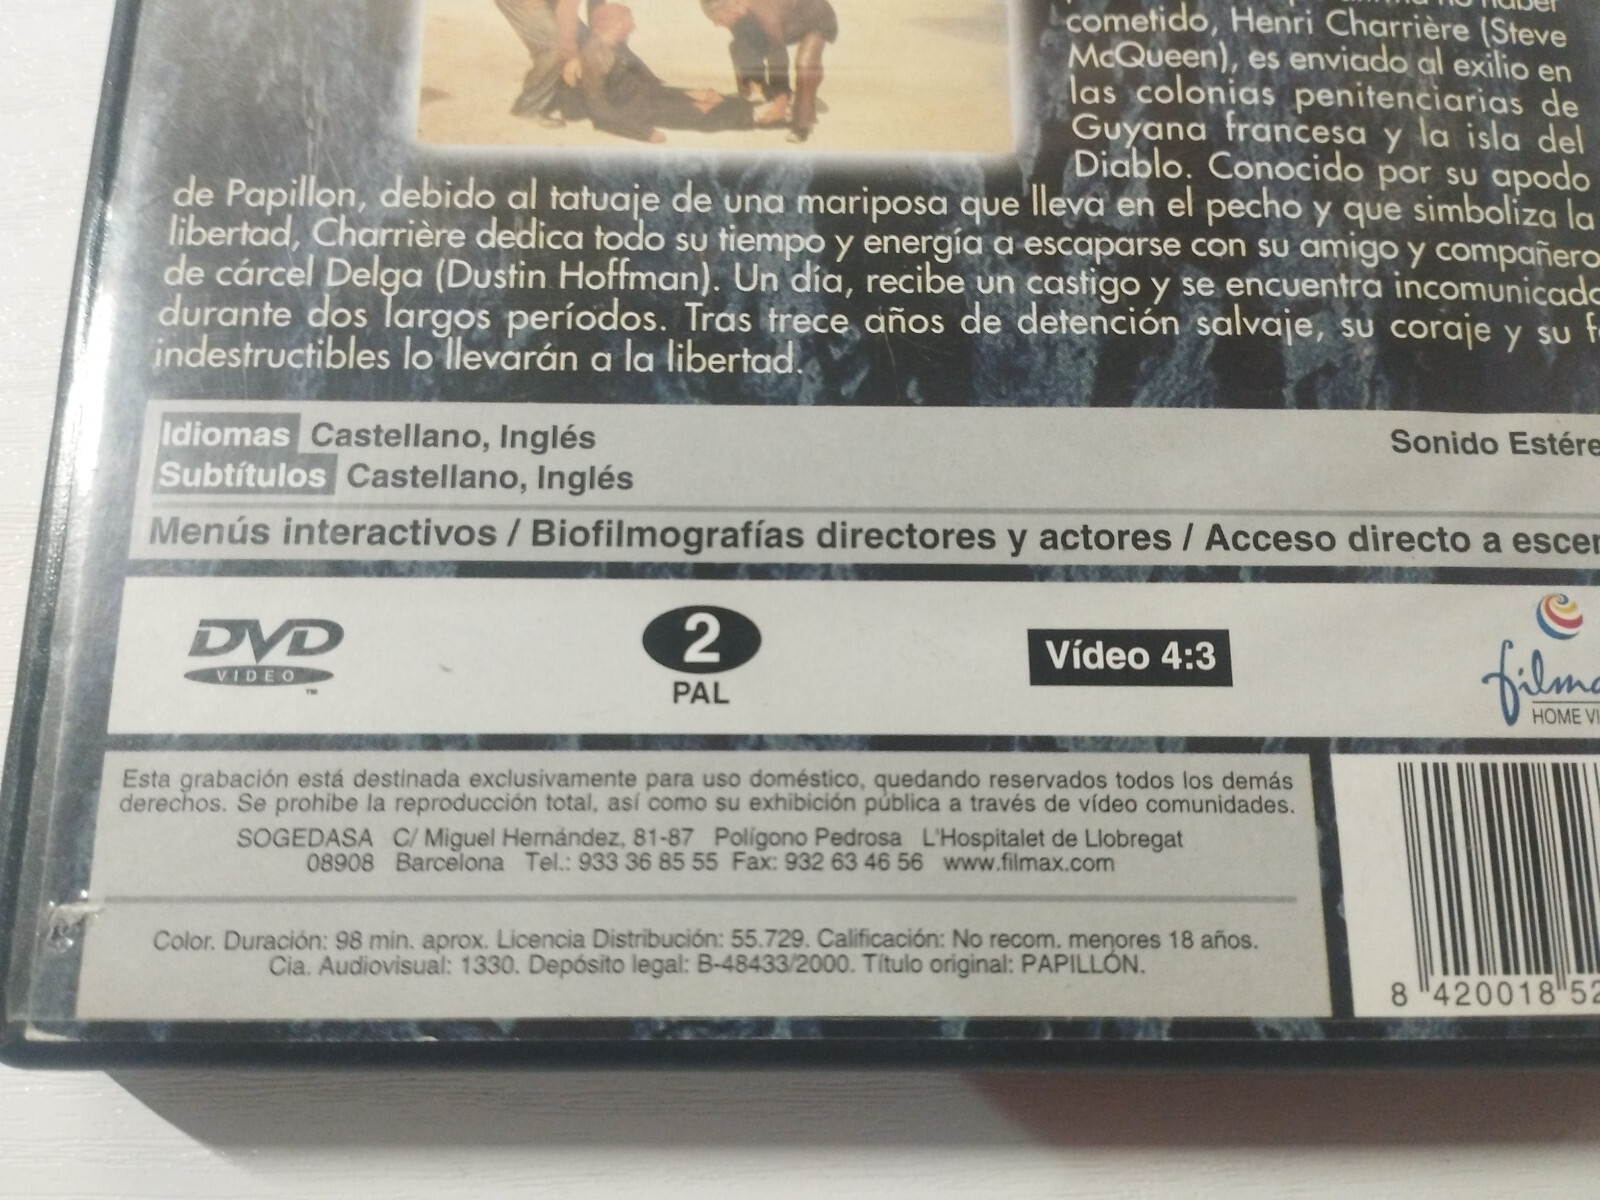 cometido, Henri Charrière (Steve
McQueen), es enviado al exilio en
las colonias penitenciarias de
Guyana francesa y la isla del
Diablo. Conocido por su apodo
de Papillon, debido al tatuaje de una mariposa que lleva en el pecho y que simboliza la
libertad, Charrière dedica todo su tiempo y energía a escaparse con su amigo y compañero
de cárcel Delga (Dustin Hoffman). Un día, recibe un castigo y se encuentra incomunicado
durante dos largos períodos. Tras trece años de detención salvaje, su coraje y su
indestructibles lo llevarán a la libertad.
Idiomas Castellano, Inglés
Sonido
Subtítulos Castellano, Inglés
Menús interactivos / Biofilmografías directores y actores / Acceso directo a
DVD
VIDEO
™
2
PAL
Vídeo 4:3
HOME
Esta grabación está destinada exclusivamente para uso doméstico, quedando reservados todos los demás
derechos. Se prohibe la reproducción total, así como su exhibición pública a través de vídeo comunidades.
SOGEDASA C/ Miguel Hernández, 81-87 Polígono Pedrosa L'Hospitalet de Llobregat
08908 Barcelona Tel.: 933 36 85 55 Fax: 932 63 46 56 www.filmax.com
Color. Duración: 98 min. aprox. Licencia Distribución: 55.729. Calificación: No recom. menores 18 años.
Cia. Audiovisual: 1330. Depósito legal: B-48433/2000. Título original: PAPILLÓN.
8 420018 52